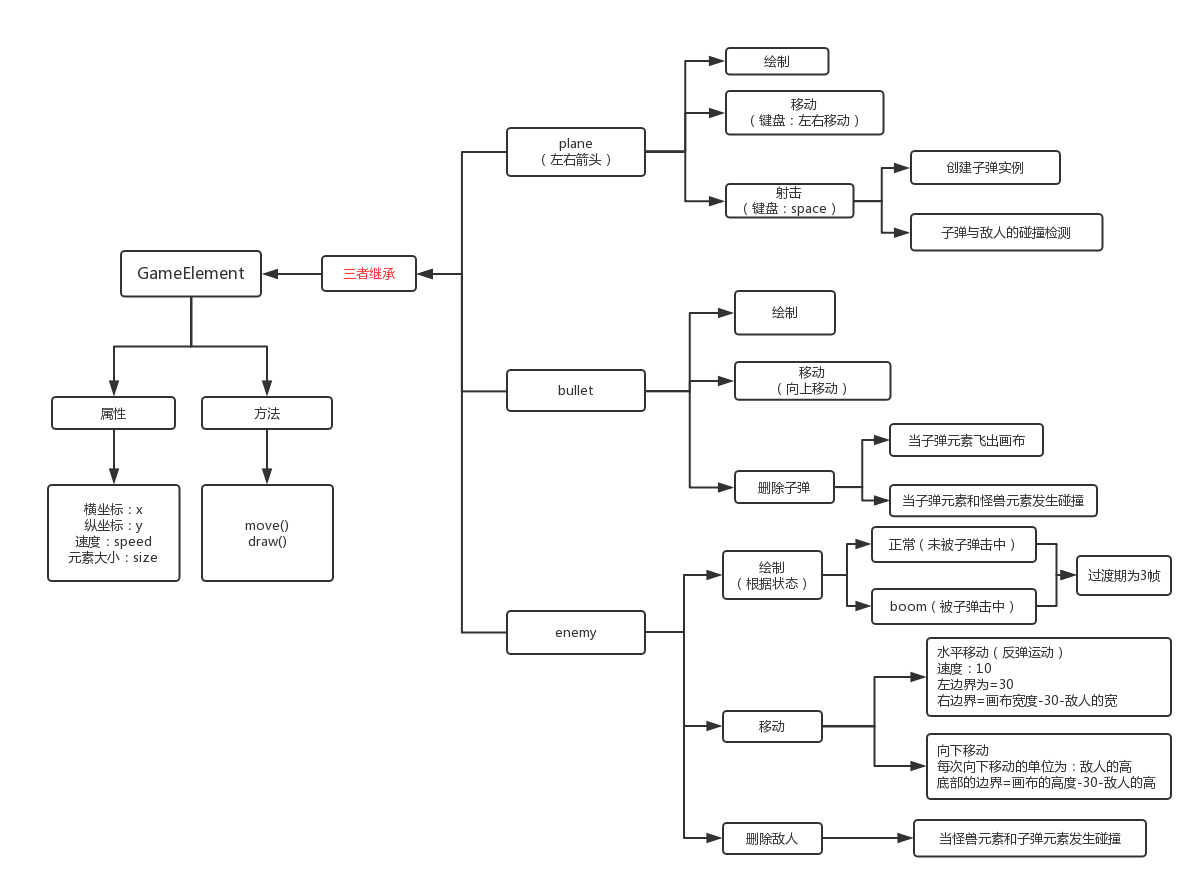 GameElement
属性
横坐标：x
纵坐标：y
速度：speed
元素大小：size
方法
move()
draw()
三者继承
plane
（左右箭头）
绘制
移动
（键盘：左右移动）
射击
（键盘：space）
创建子弹实例
子弹与敌人的碰撞检测
bullet
绘制
移动
（向上移动）
删除子弹
当子弹元素飞出画布
当子弹元素和怪兽元素发生碰撞
enemy
绘制
（根据状态）
正常（未被子弹击中）
boom（被子弹击中）
过渡期为3帧
移动
水平移动（反弹运动）
速度：10
左边界为=30
右边界=画布宽度-30-敌人的宽
向下移动
每次向下移动的单位为：敌人的高
底部的边界=画布的高度-30-敌人的高
删除敌人
当怪兽元素和子弹元素发生碰撞